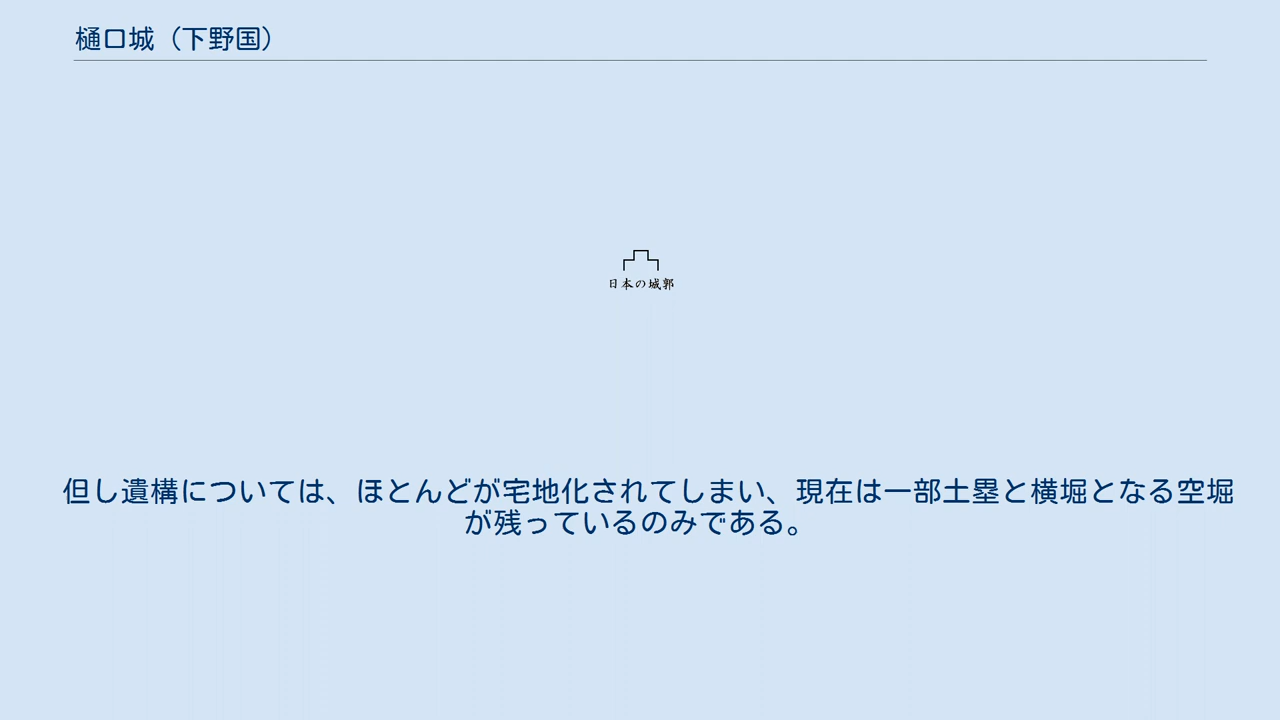 樋口城（下野国）
日本の城郭
但し遺構については、ほとんどが宅地化されてしまい、現在は一部土塁と横堀となる空堀
が残っているのみである。